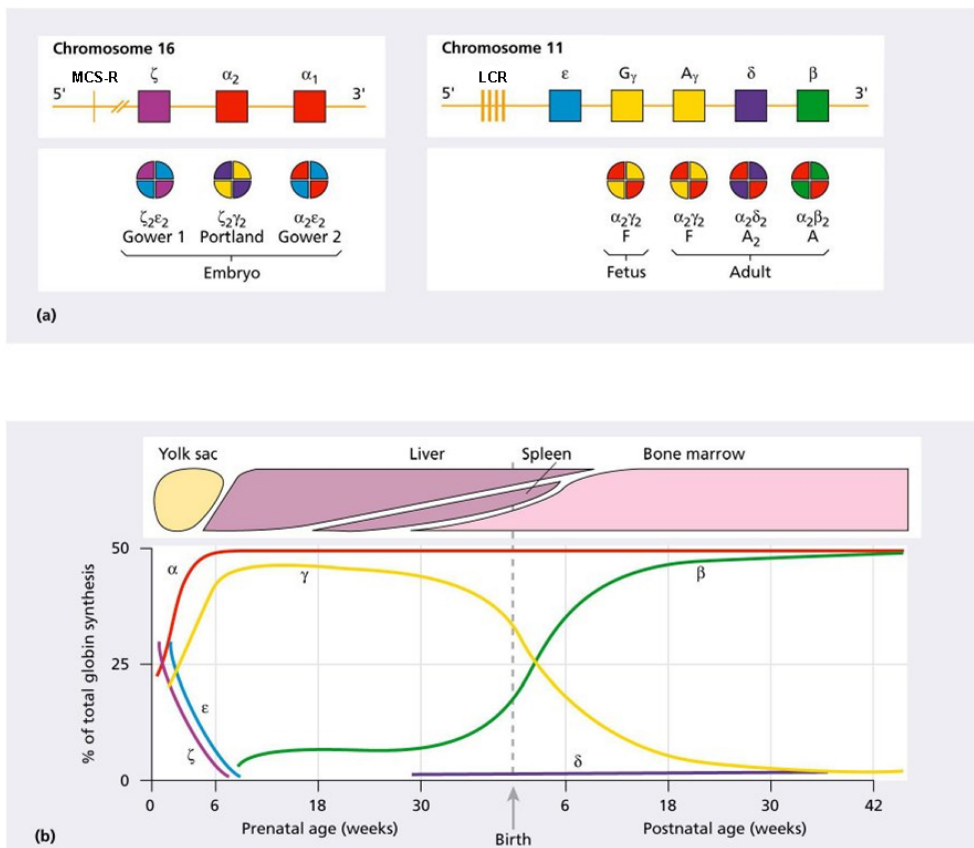 Chromosome 16
MCS-R ζ α2 α1
5' 3'
ζ2ε2 ζ2γ2 α2ε2
Gower 1 Portland Gower 2
Embryo
Chromosome 11
LCR ε Gγ Aγ δ β
5' 3'
α2γ2 α2γ2 α2δ2 α2β2
F F A2 A
Fetus Adult
(a)
Yolk sac Liver Spleen Bone marrow
% of total globin synthesis
50
25
0
α γ β
ε
ζ δ
0 6 18 30 6 18 30 42
Prenatal age (weeks) Postnatal age (weeks)
Birth
(b)